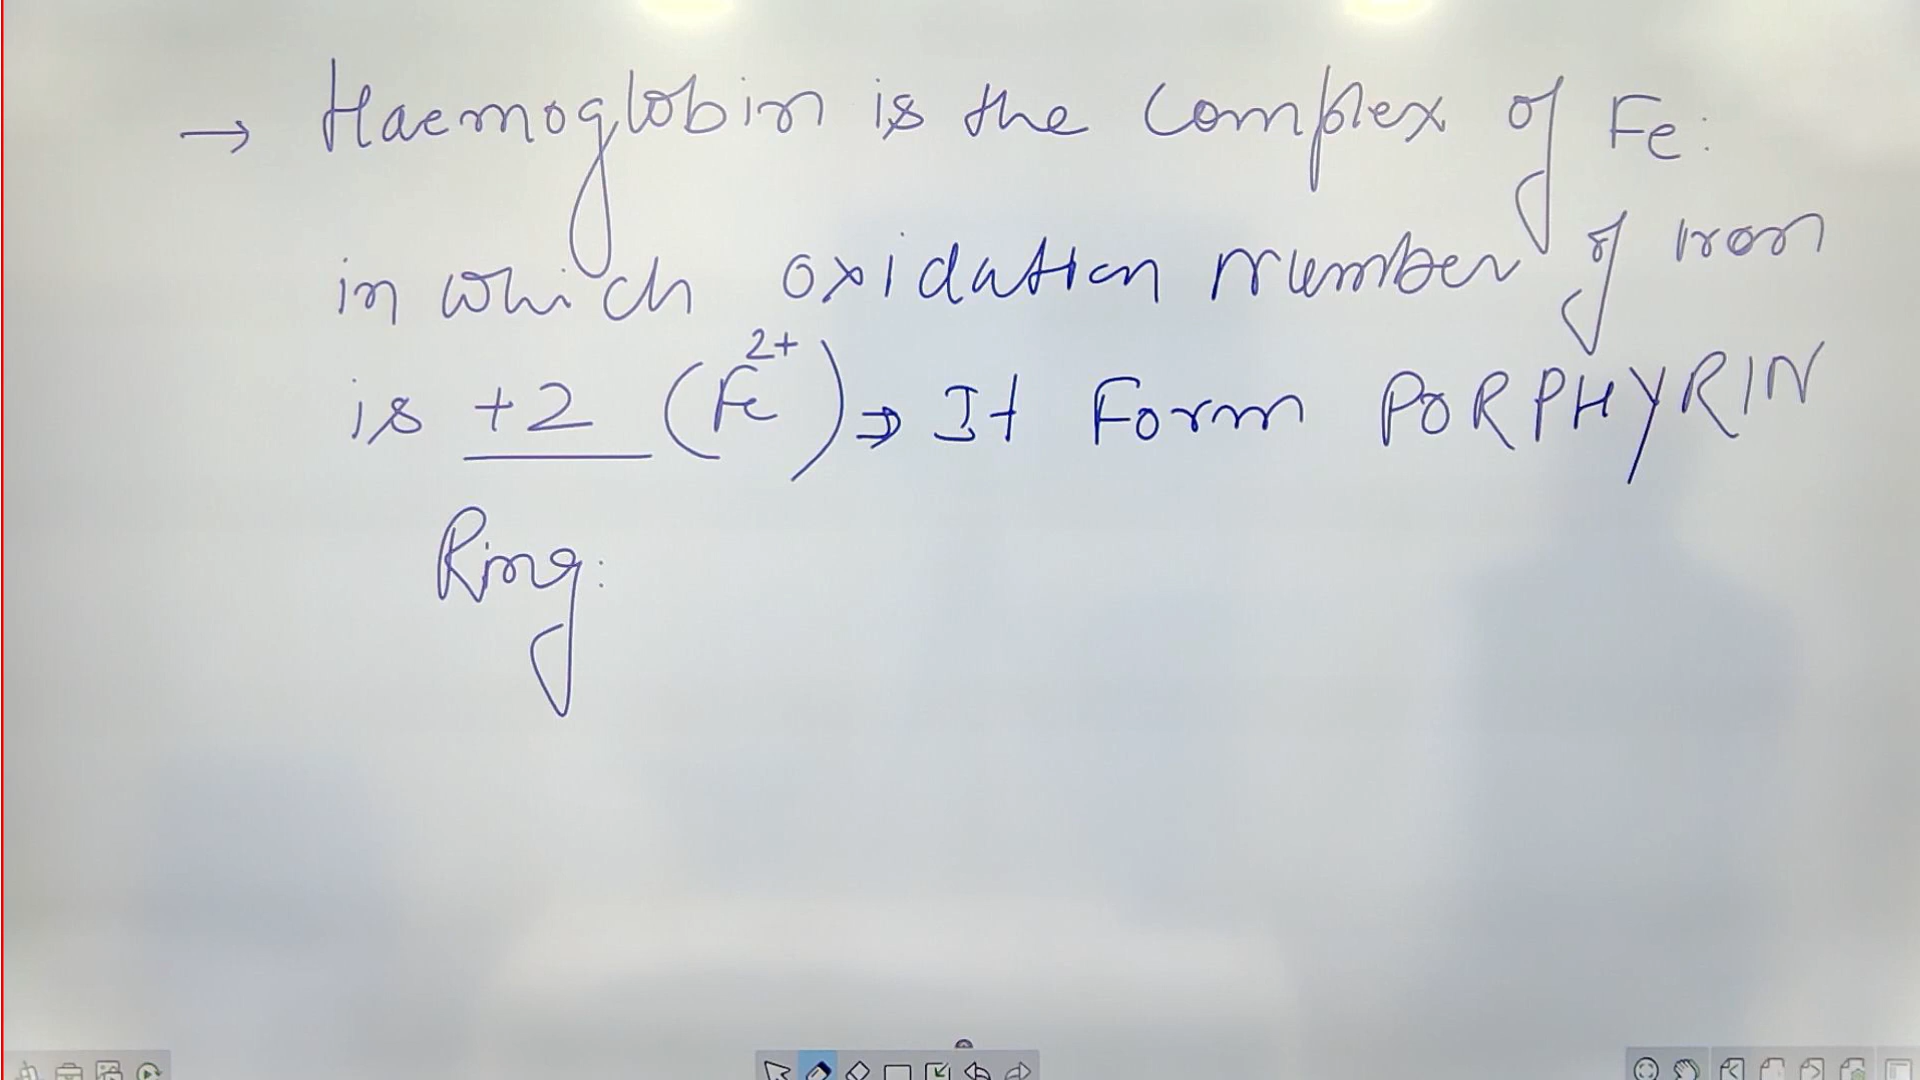 → Haemoglobin is the Complex of Fe:
in which oxidation number of iron
is +2 (Fe²⁺) ⇒ It Form PORPHYRIN
Ring: